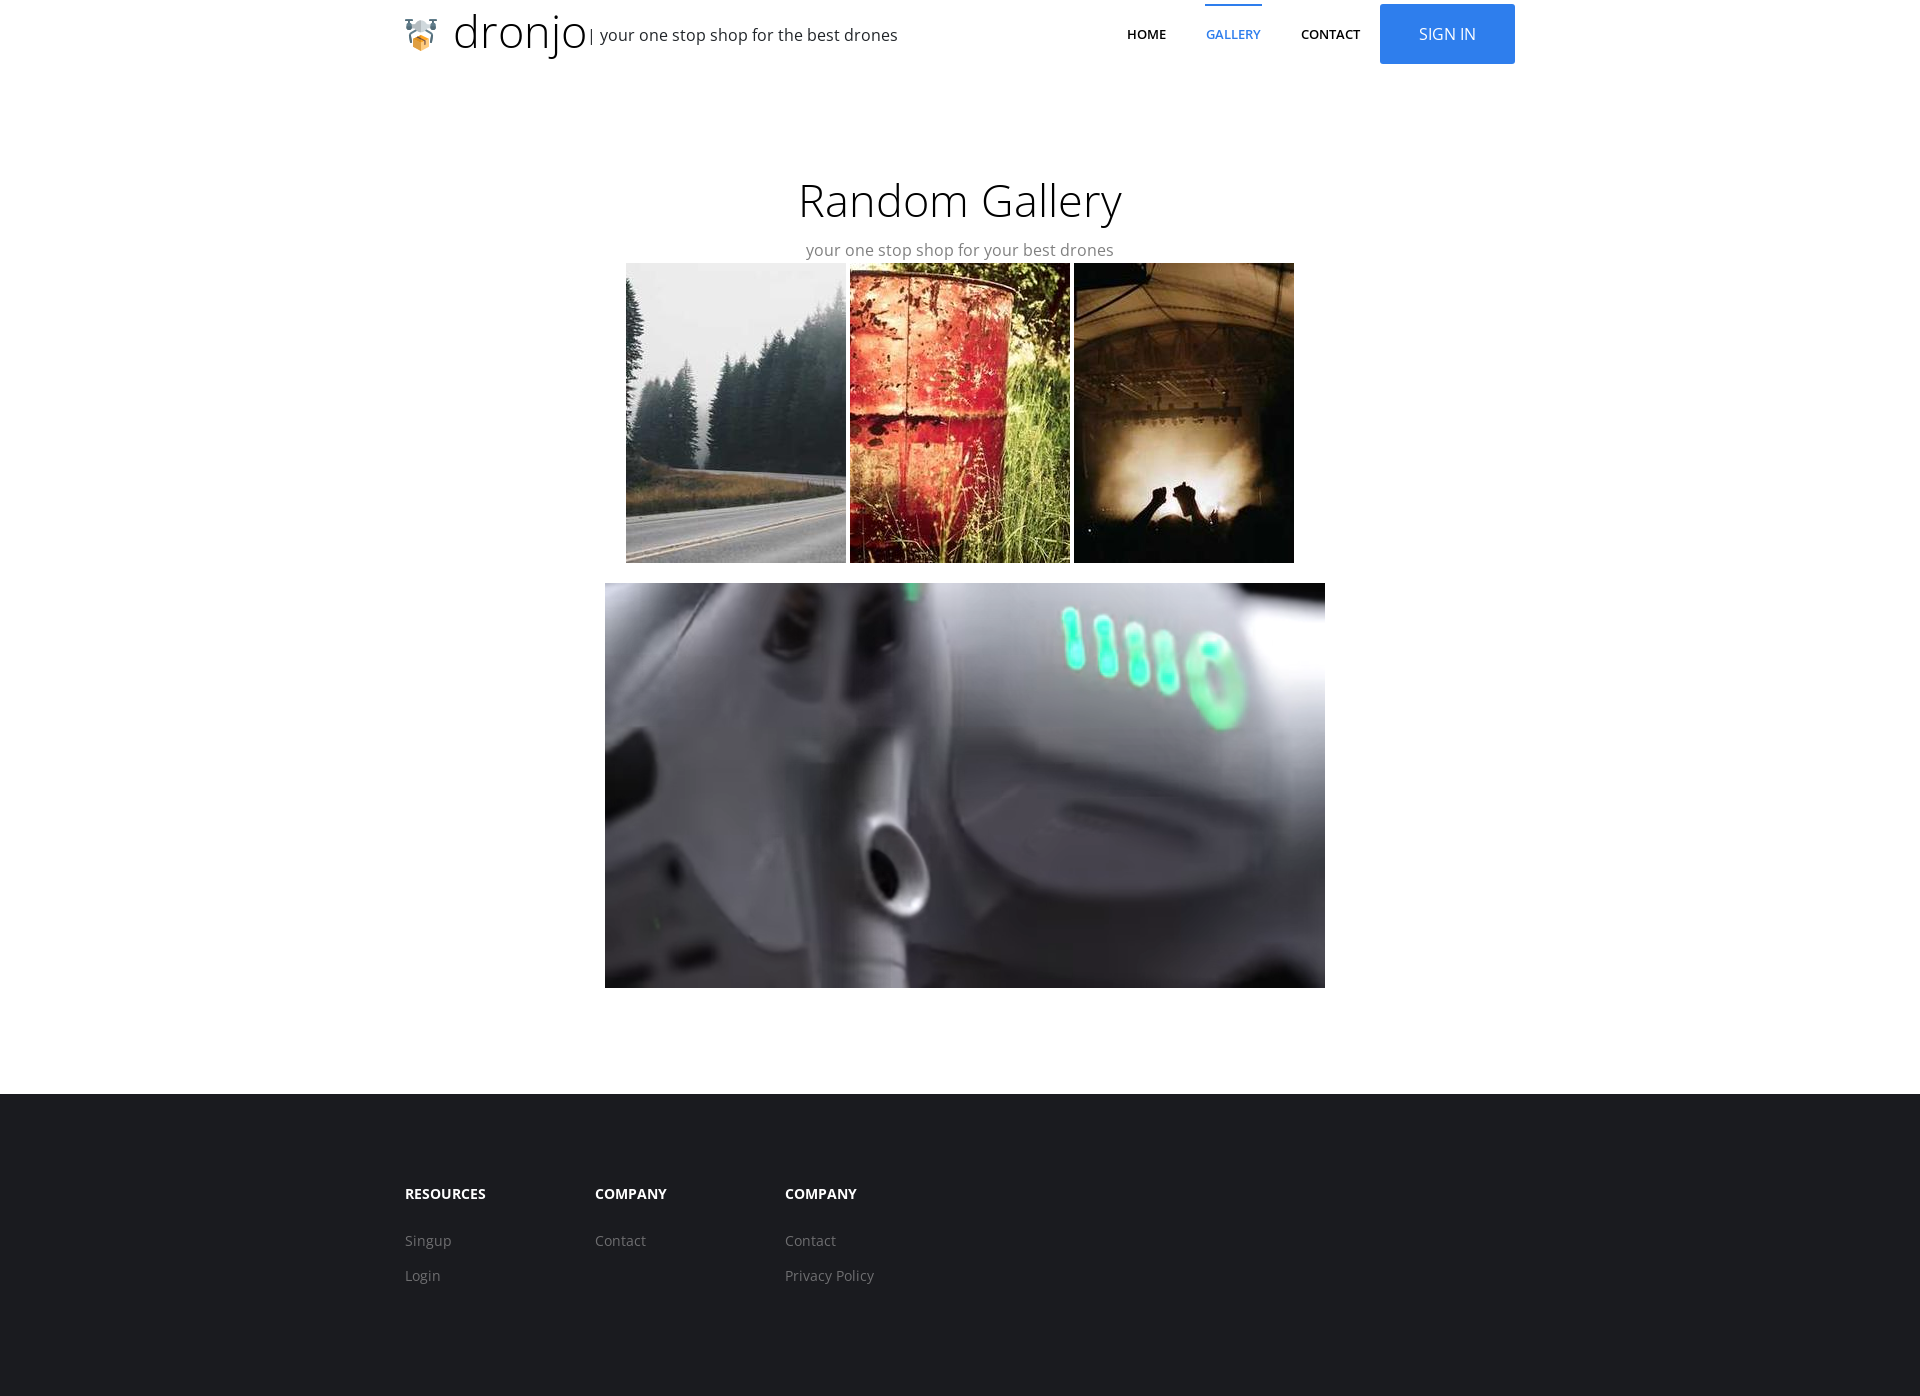 dronjo | your one stop shop for the best drones
HOME
GALLERY
CONTACT
SIGN IN
Random Gallery
your one stop shop for your best drones
RESOURCES
Singup
Login
COMPANY
Contact
COMPANY
Contact
Privacy Policy